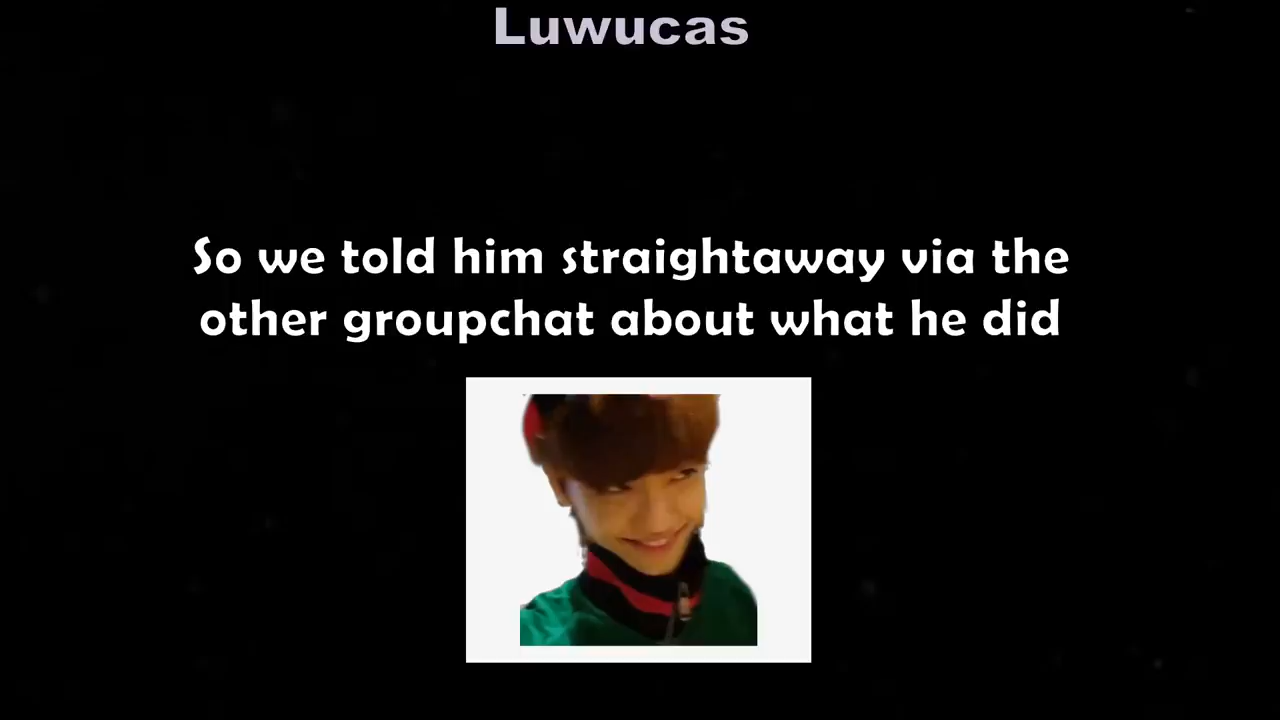 Luwucas
So we told him straightaway via the
other groupchat about what he did